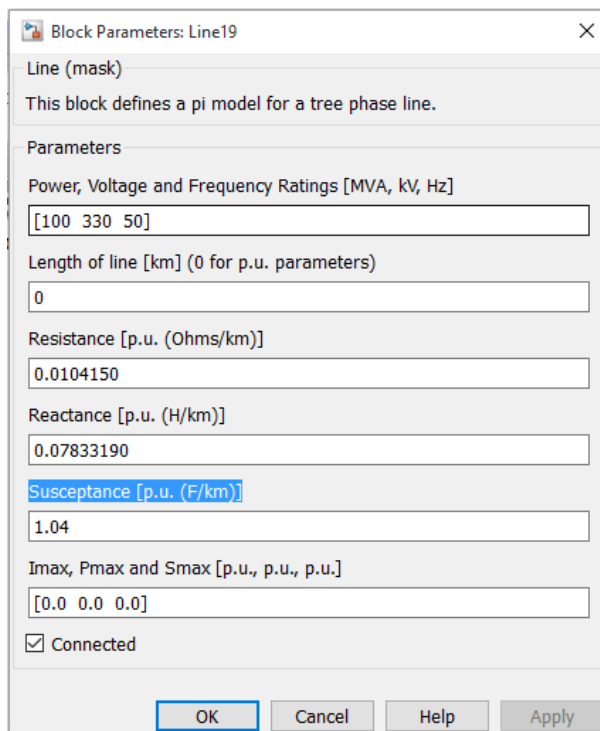 Block Parameters: Line19
Line (mask)
This block defines a pi model for a tree phase line.
Parameters
Power, Voltage and Frequency Ratings [MVA, kV, Hz]
[100 330 50]
Length of line [km] (0 for p.u. parameters)
0
Resistance [p.u. (Ohms/km)]
0.0104150
Reactance [p.u. (H/km)]
0.07833190
Susceptance [p.u. (F/km)]
1.04
Imax, Pmax and Smax [p.u., p.u., p.u.]
[0.0 0.0 0.0]
Connected
OK Cancel Help Apply